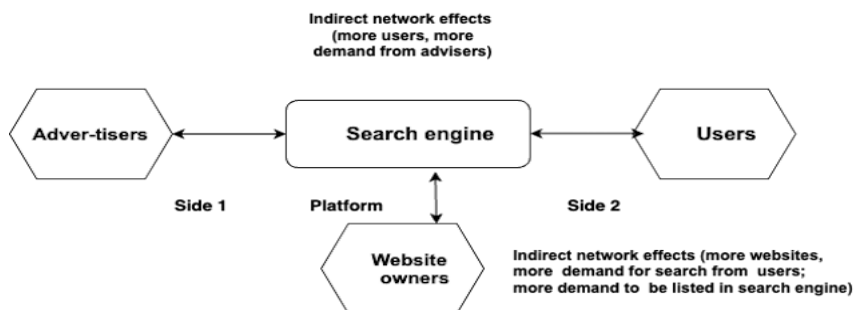 Indirect network effects
(more users, more
demand from advisers)
Adver-tisers
Search engine
Users
Side 1
Platform
Side 2
Website
owners
Indirect network effects (more websites,
more demand for search from users;
more demand to be listed in search engine)